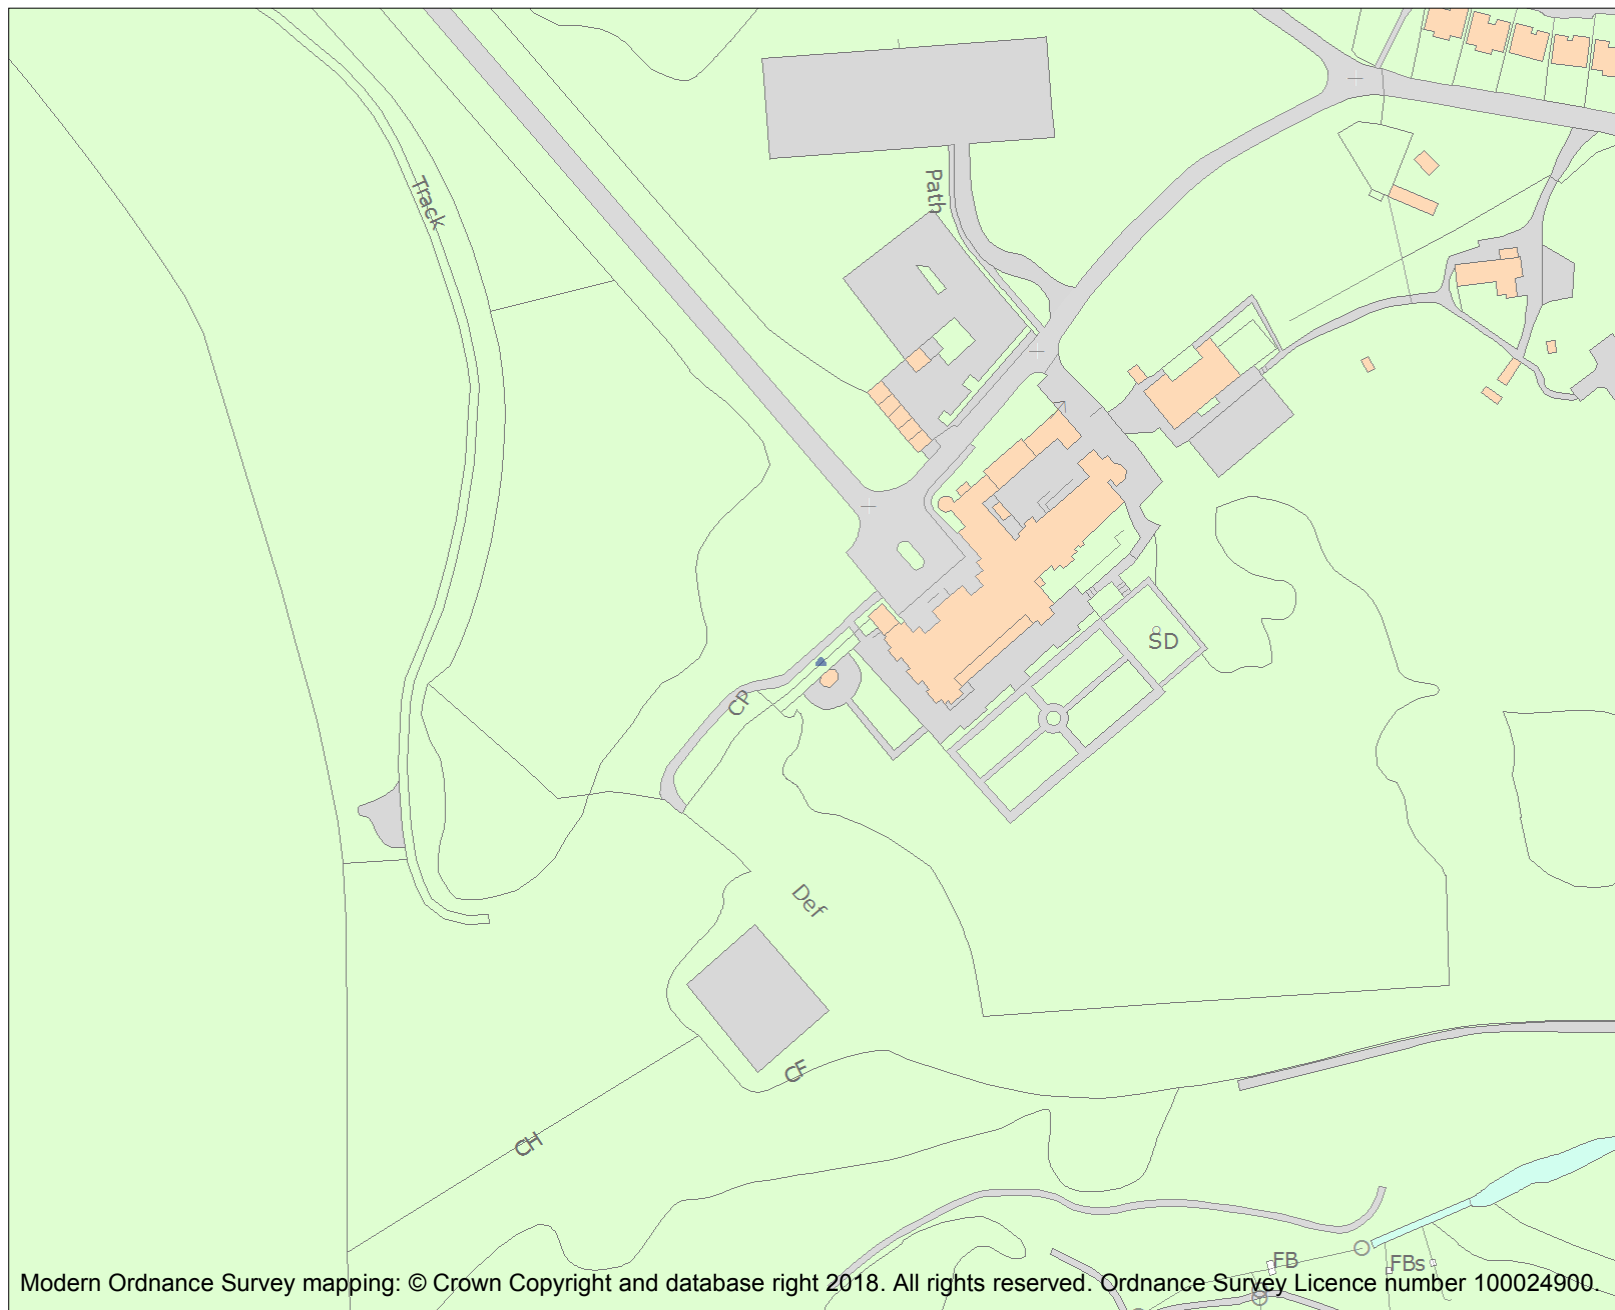 Path
Track
SD
CP
Def
CF
CH
FB
FBs
Modern Ordnance Survey mapping: © Crown Copyright and database right 2018. All rights reserved. Ordnance Survey Licence number 100024900.